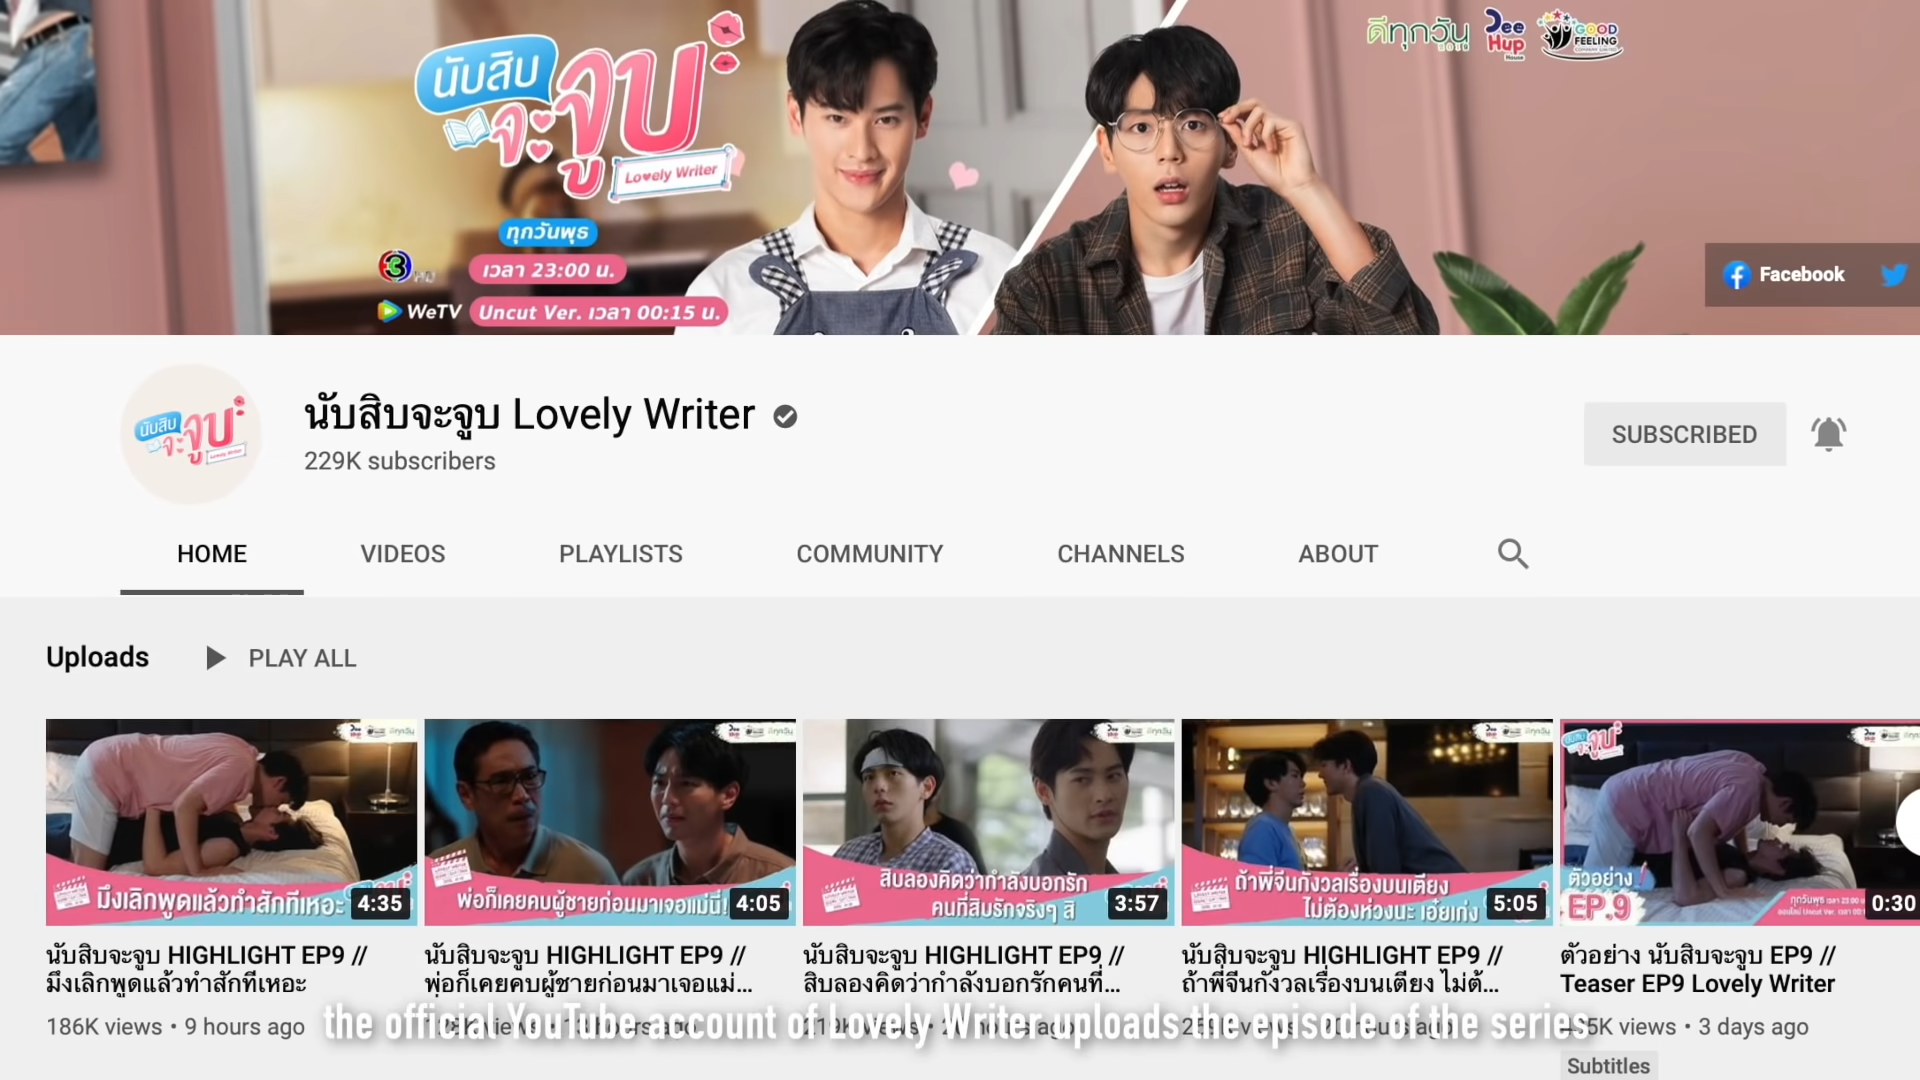 นับสิบ
จะจูบ
Lovely Writer
ทุกวันพุธ
3 HD
เวลา 23:00 น.
WeTV
Uncut Ver. เวลา 00:15 น.
ดีทุกวัน
Dee Hup House
GOOD FEELING
Facebook
นับสิบจะจูบ Lovely Writer
229K subscribers
SUBSCRIBED
HOME VIDEOS PLAYLISTS COMMUNITY CHANNELS ABOUT
Uploads PLAY ALL
มึงเลิกพูดแล้วทำสักทีเหอะ 4:35
พ่อก็เคยคบผู้ชายก่อนมาเจอแม่นี่! 4:05
สิบลองคิดว่ากำลังบอกรัก
คนที่สิบรักจริงๆ สิ 3:57
ถ้าพี่จีนกังวลเรื่องบนเตียง
ไม่ต้องห่วงนะ เอ๋ยเก่ง 5:05
นับสิบจะจูบ
ตัวอย่าง
EP.9
0:30
นับสิบจะจูบ HIGHLIGHT EP9 //
มึงเลิกพูดแล้วทำสักทีเหอะ
186K views • 9 hours ago
นับสิบจะจูบ HIGHLIGHT EP9 //
พ่อก็เคยคบผู้ชายก่อนมาเจอแม่...
นับสิบจะจูบ HIGHLIGHT EP9 //
สิบลองคิดว่ากำลังบอกรักคนที่...
นับสิบจะจูบ HIGHLIGHT EP9 //
ถ้าพี่จีนกังวลเรื่องบนเตียง ไม่ต้...
ตัวอย่าง นับสิบจะจูบ EP9 //
Teaser EP9 Lovely Writer
views • 3 days ago
Subtitles
the official YouTube account of Lovely Writer uploads the episode of the series